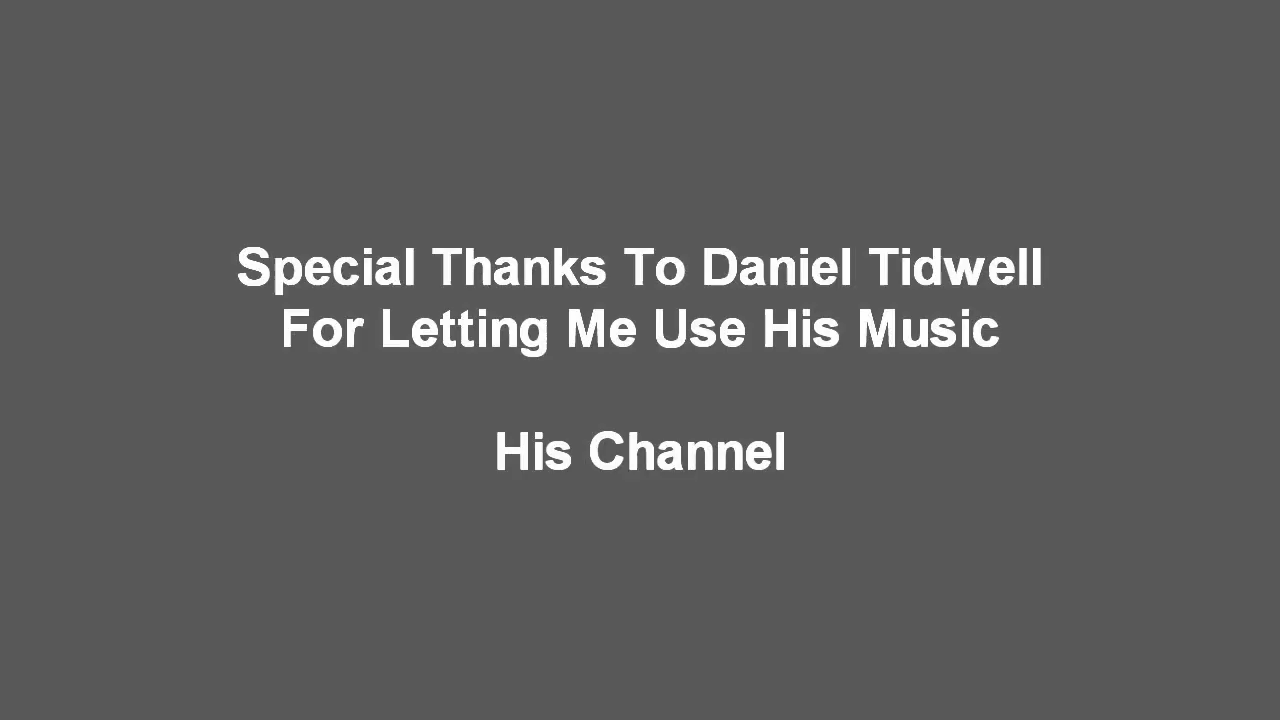 Special Thanks To Daniel Tidwell
For Letting Me Use His Music
His Channel